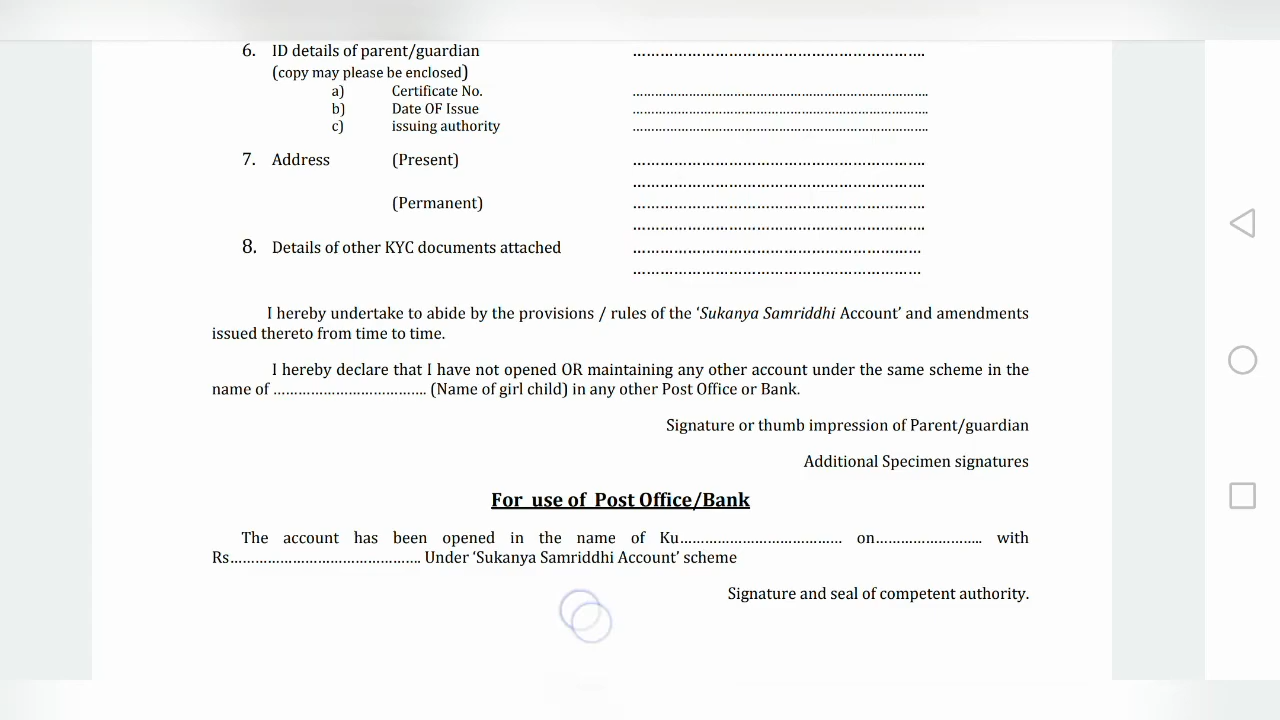 6. ID details of parent/guardian ……………………………………………………….
(copy may please be enclosed)
a) Certificate No. ……………………………………………………….
b) Date OF Issue ……………………………………………………….
c) issuing authority ……………………………………………………….
7. Address (Present) ……………………………………………………….
……………………………………………………….
(Permanent) ……………………………………………………….
……………………………………………………….
8. Details of other KYC documents attached ………………………………………………………
………………………………………………………
I hereby undertake to abide by the provisions / rules of the ‘Sukanya Samriddhi Account’ and amendments
issued thereto from time to time.
I hereby declare that I have not opened OR maintaining any other account under the same scheme in the
name of ………………………………. (Name of girl child) in any other Post Office or Bank.
Signature or thumb impression of Parent/guardian
Additional Specimen signatures
For use of Post Office/Bank
The account has been opened in the name of Ku………………………………… on…………………….. with
Rs………………………………………. Under ‘Sukanya Samriddhi Account’ scheme
Signature and seal of competent authority.